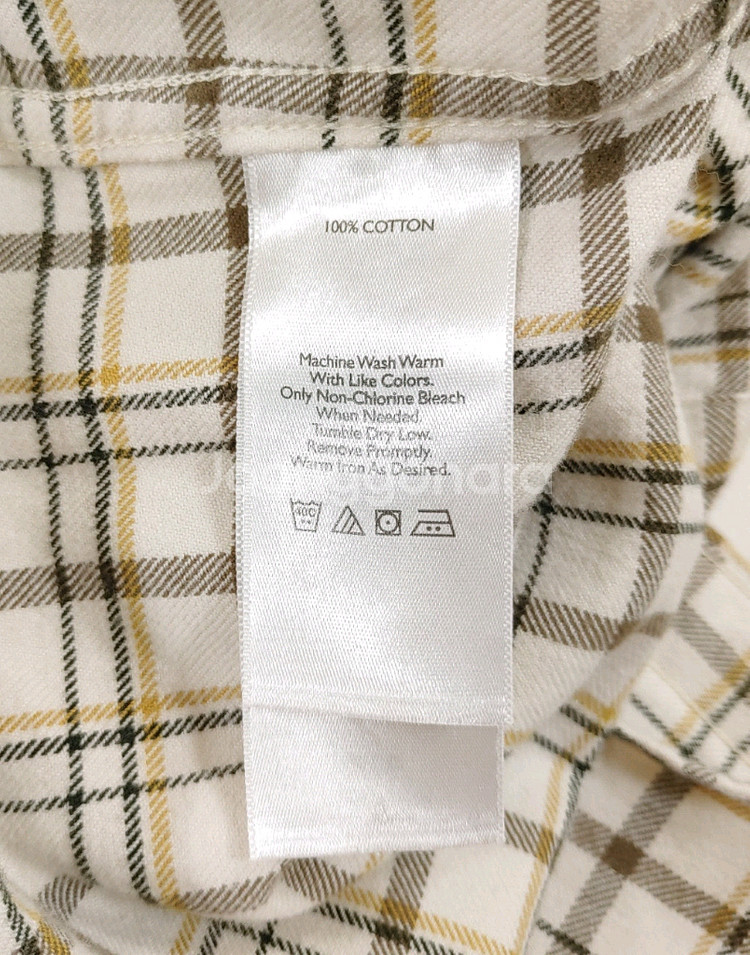 100% COTTON
Machine Wash Warm
With Like Colors.
Only Non-Chlorine Bleach
When Needed.
Tumble Dry Low.
Remove Promptly.
Warm Iron As Desired.
40C